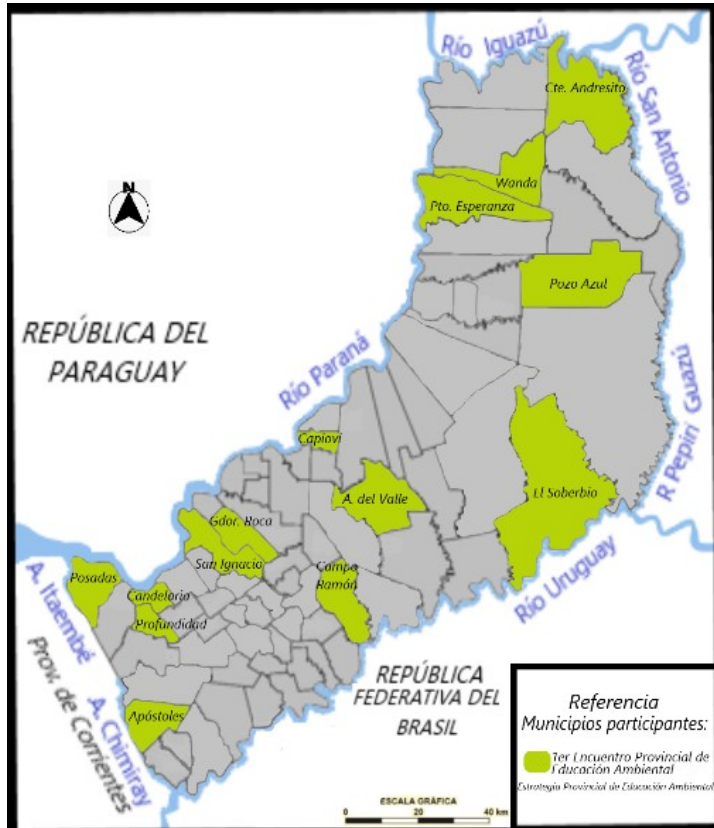 Río Iguazú
Río San Antonio
Cte. Andresito
Wanda
Pto. Esperanza
Pozo Azul
N
REPÚBLICA DEL
PARAGUAY
Río Paraná
R Pepirí Guazú
Capioví
A. del Valle
El Soberbio
Gdor. Roca
San Ignacio
Campo
Ramón
Posadas
Candelaria
Profundidad
Río Uruguay
A. Itaembé
Prov. de Corrientes
A. Chimiray
Apóstoles
REPÚBLICA
FEDERATIVA DEL
BRASIL
Referencia
Municipios participantes:
1er Encuentro Provincial de
Educación Ambiental
Estrategia Provincial de Educación Ambiental
ESCALA GRÁFICA
0 20 40 km